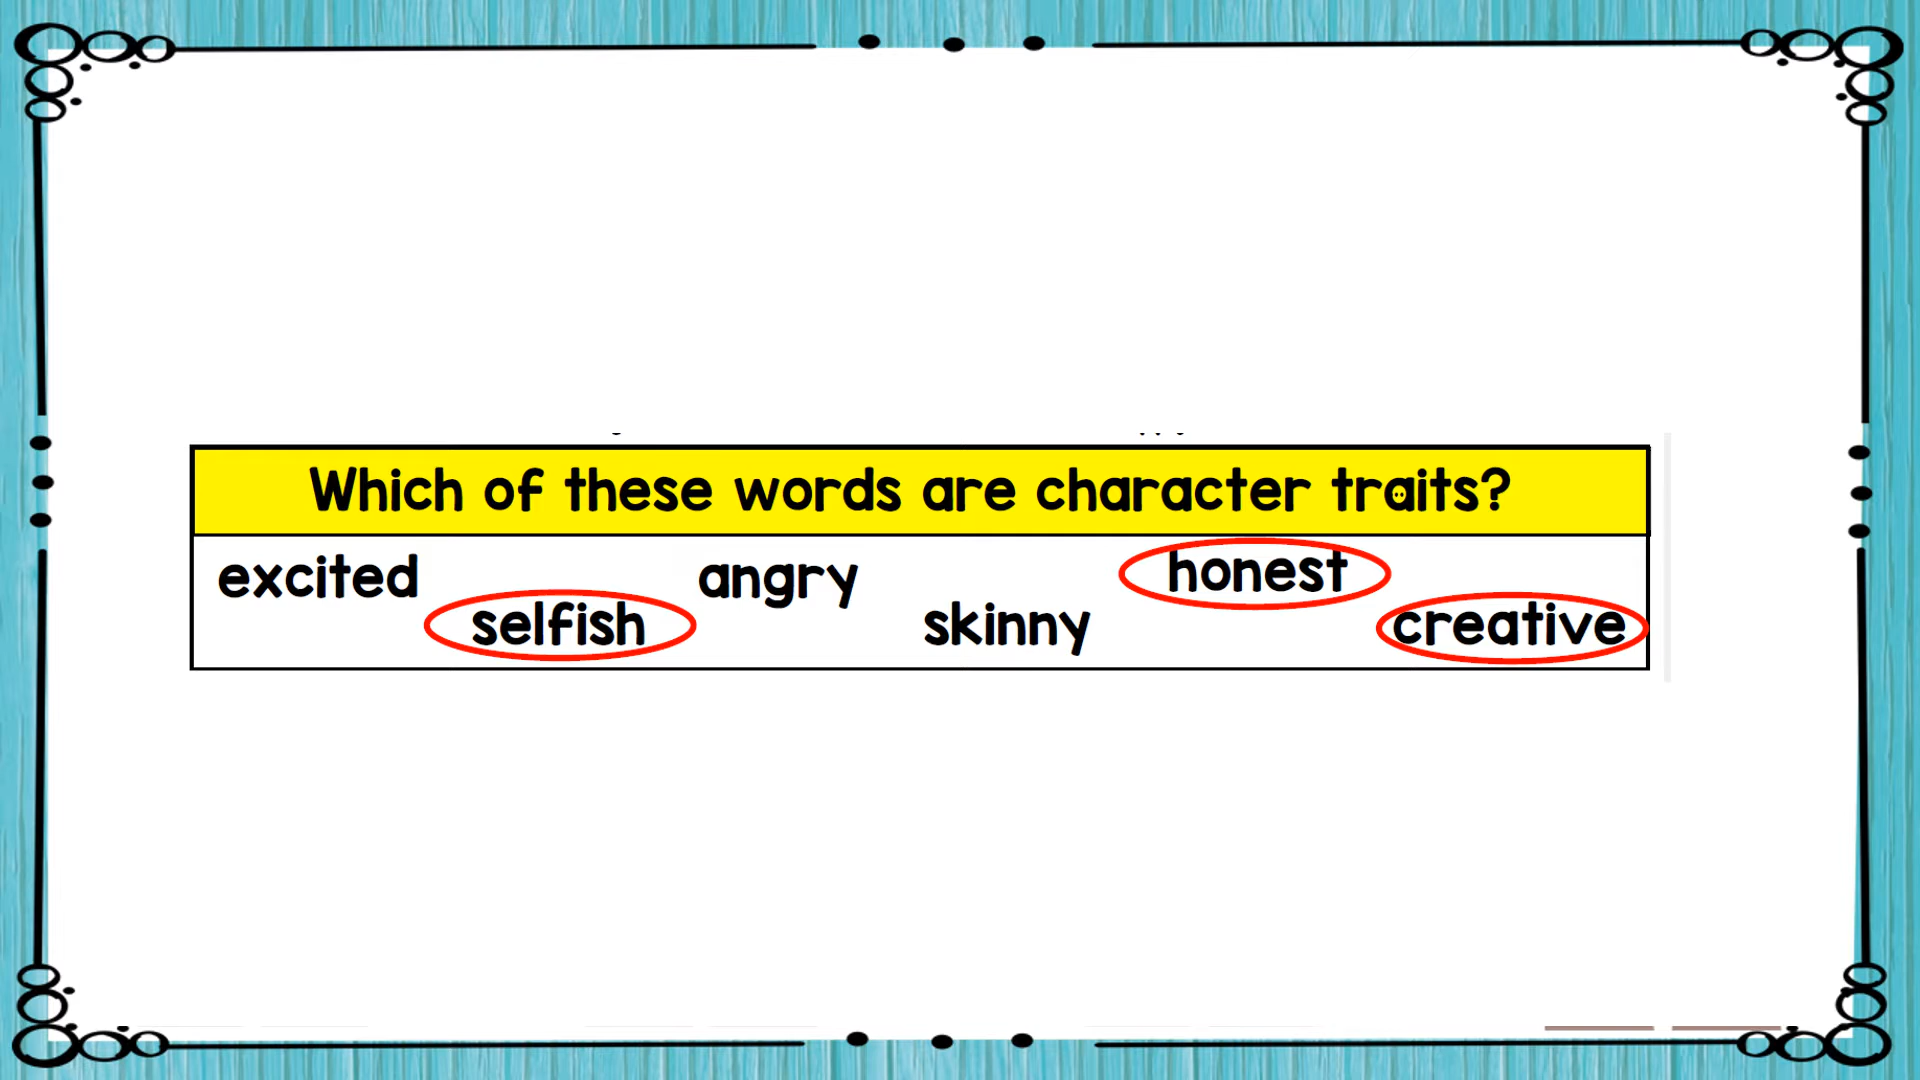 Which of these words are character traits?
excited angry honest
selfish skinny creative